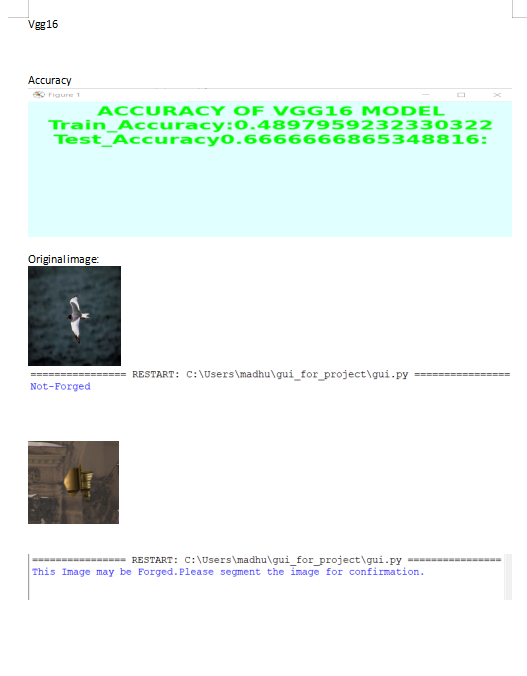 Vgg16
Accuracy
Figure 1
ACCURACY OF VGG16 MODEL
Train_Accuracy:0.4897959232330322
Test_Accuracy0.6666666865348816:
Original image:
================ RESTART: C:\Users\madhu\gui_for_project\gui.py ================
Not-Forged
================ RESTART: C:\Users\madhu\gui_for_project\gui.py ================
This Image may be Forged.Please segment the image for confirmation.